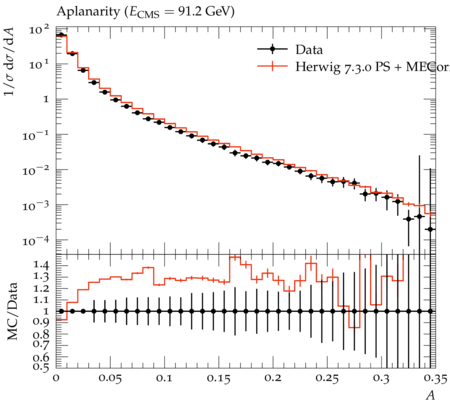 Aplanarity (E_CMS = 91.2 GeV)
1/σ dσ/dA
10^2
10^1
1
10^−1
10^−2
10^−3
10^−4
Data
Herwig 7.3.0 PS + MECor
MC/Data
1.4
1.3
1.2
1.1
1
0.9
0.8
0.7
0.6
0.5
0 0.05 0.1 0.15 0.2 0.25 0.3 0.35
A